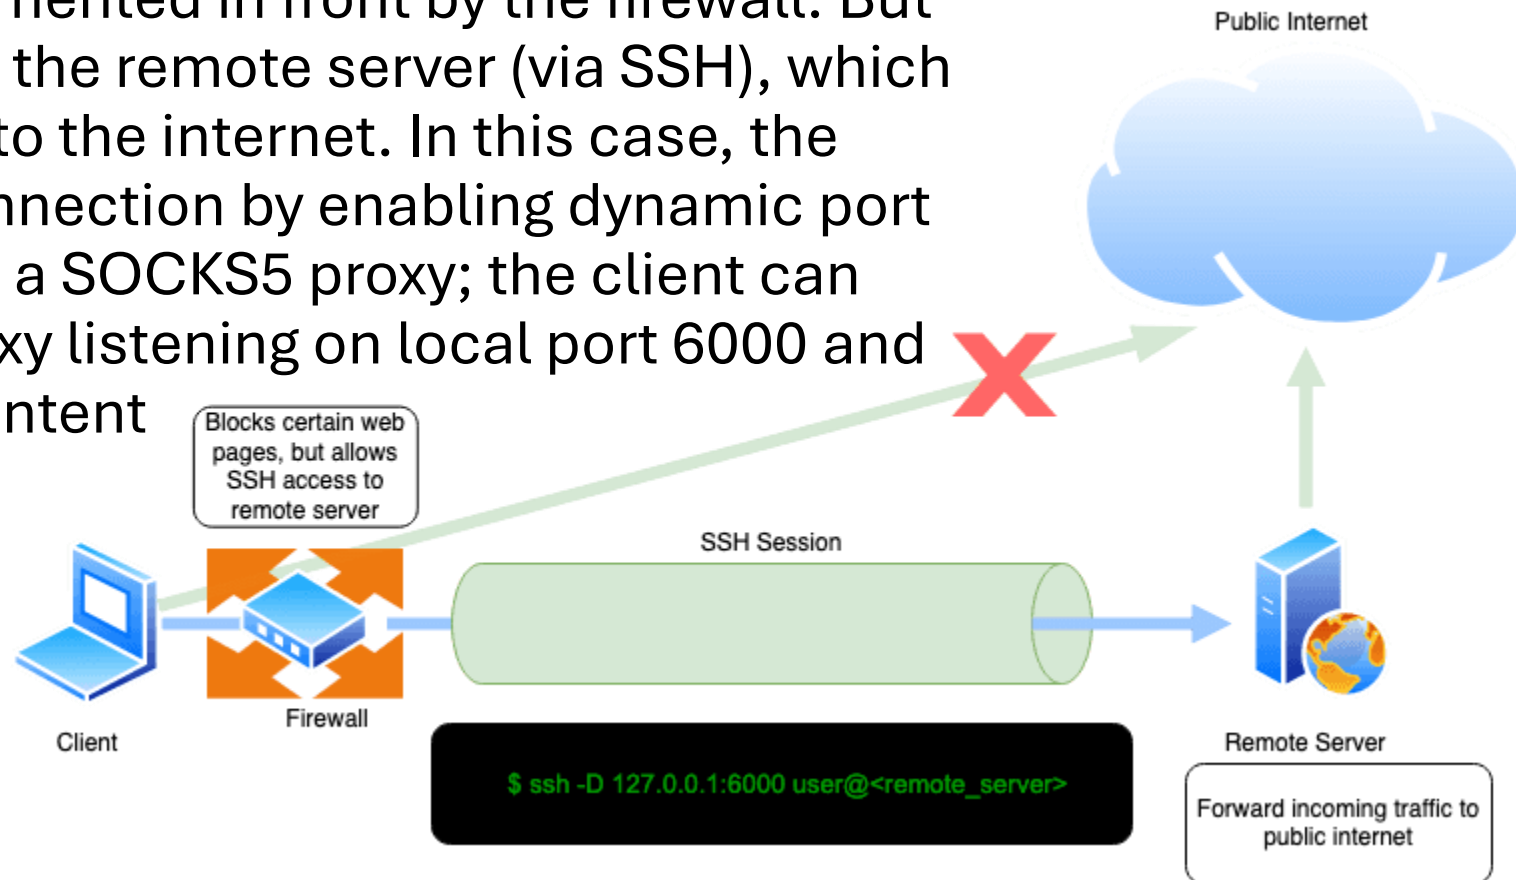 Public Internet
the remote server (via SSH), which
to the internet. In this case, the
nnection by enabling dynamic port
a SOCKS5 proxy; the client can
xy listening on local port 6000 and
ntent
Blocks certain web
pages, but allows
SSH access to
remote server
SSH Session
Client
Firewall
$ ssh -D 127.0.0.1:6000 user@<remote_server>
Remote Server
Forward incoming traffic to
public internet